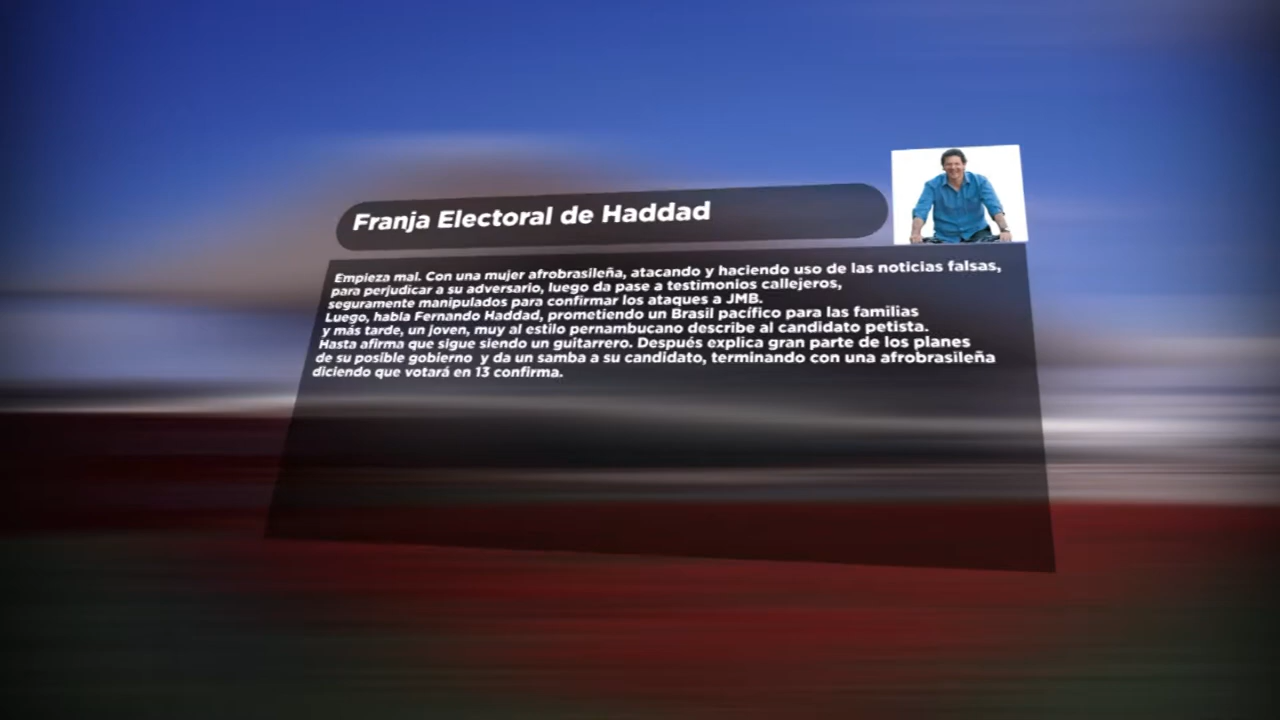 Franja Electoral de Haddad
Empieza mal. Con una mujer afrobrasileña, atacando y haciendo uso de las noticias falsas,
para perjudicar a su adversario, luego da pase a testimonios callejeros,
seguramente manipulados para confirmar los ataques a JMB.
Luego, habla Fernando Haddad, prometiendo un Brasil pacífico para las familias
y más tarde, un joven, muy al estilo pernambucano describe al candidato petista.
Hasta afirma que sigue siendo un guitarrero. Después explica gran parte de los planes
de su posible gobierno  y da un samba a su candidato, terminando con una afrobrasileña
diciendo que votará en 13 confirma.